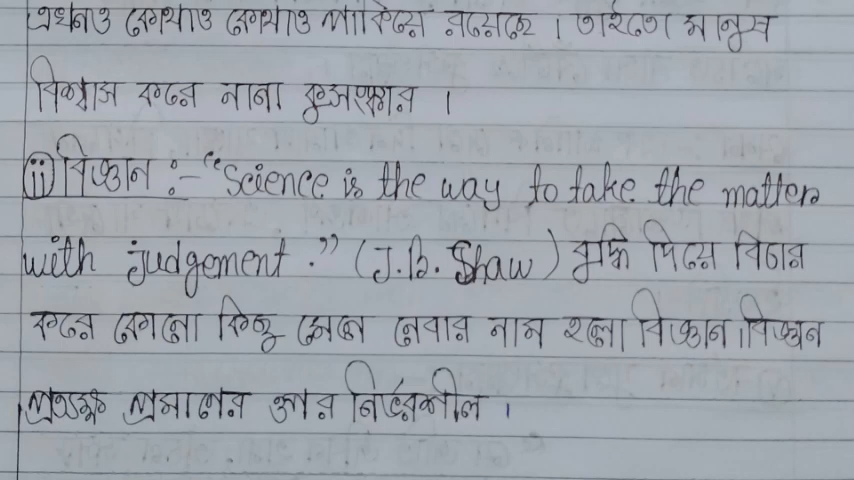 এখনও কোথাও কোথাও লুকিয়ে রয়েছে । তাইতো মানুষ
বিশ্বাস করে নানা কুসংস্কার ।
(ii) বিজ্ঞান :- “Science is the way to take the matter
with judgement.” (J.B. Shaw) বুদ্ধি দিয়ে বিচার
করে কোনো কিছু মেনে নেবার নাম হলো বিজ্ঞান । বিজ্ঞান
প্রত্যক্ষ প্রমাণের ওপর নির্ভরশীল ।